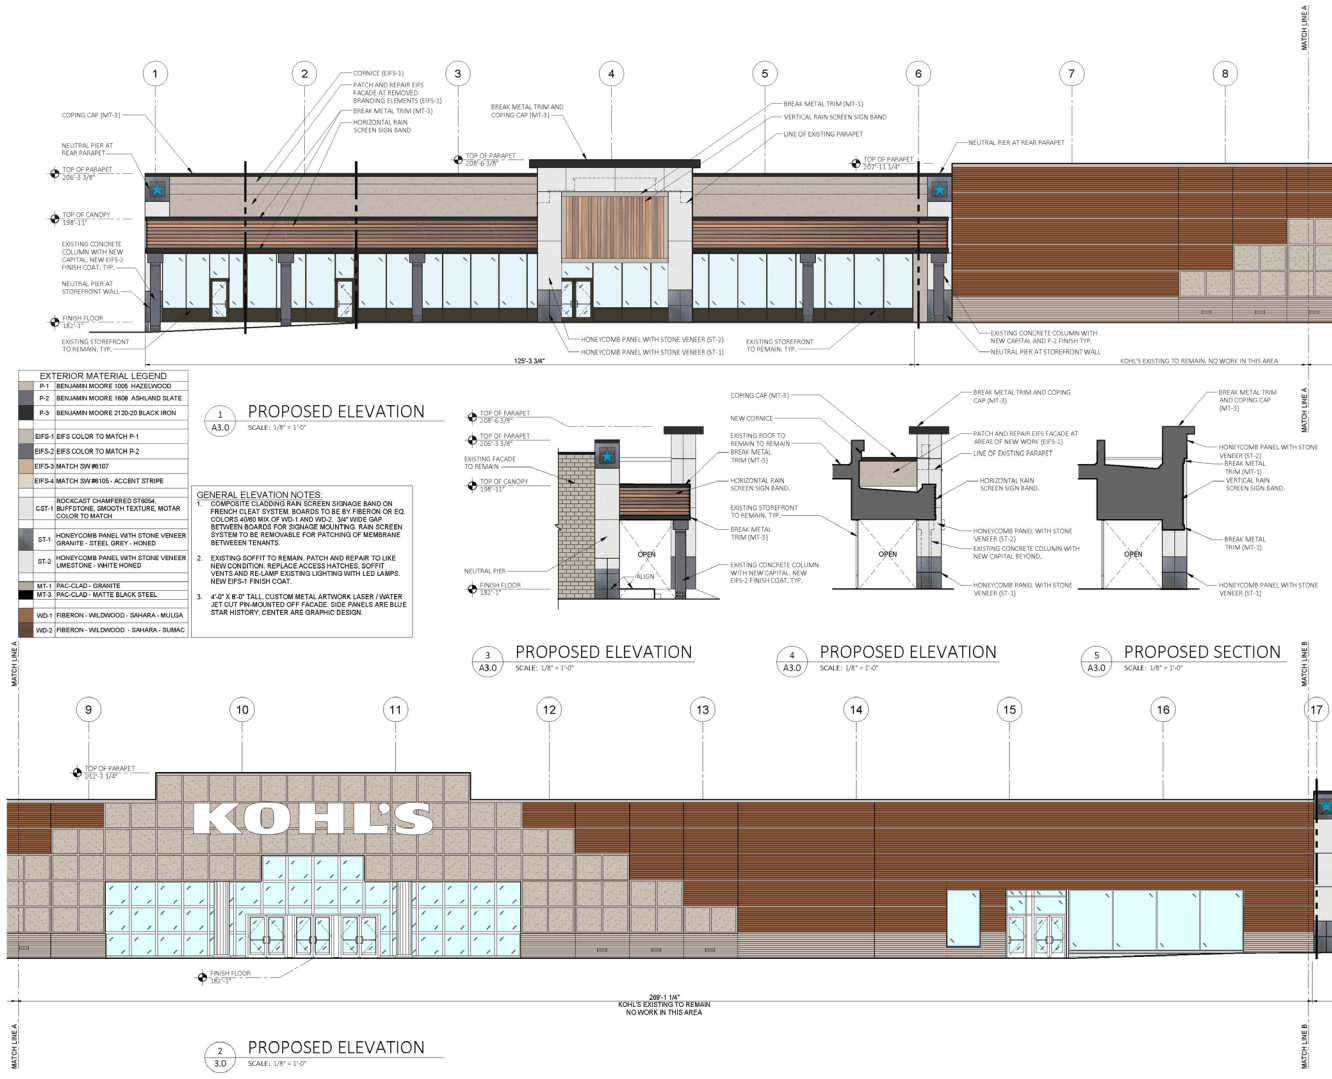 MATCH LINE A
1
2
3
4
5
6
7
8
CORNICE (EIFS-1)
PATCH AND REPAIR EIFS
FACADE AT REMOVED
BRANDING ELEMENTS (EIFS-1)
BREAK METAL TRIM (MT-3)
HORIZONTAL RAIN
SCREEN SIGN BAND
COPING CAP (MT-3)
BREAK METAL TRIM AND
COPING CAP (MT-3)
BREAK METAL TRIM (MT-1)
VERTICAL RAIN SCREEN SIGN BAND
LINE OF EXISTING PARAPET
NEUTRAL PIER AT REAR PARAPET
NEUTRAL PIER AT
REAR PARAPET
TOP OF PARAPET
206'-3 3/8"
TOP OF PARAPET
208'-6 3/8"
TOP OF PARAPET
207'-11 1/4"
TOP OF CANOPY
198'-11"
EXISTING CONCRETE
COLUMN WITH NEW
CAPITAL. NEW EIFS-2
FINISH COAT. TYP.
NEUTRAL PIER AT
STOREFRONT WALL
FINISH FLOOR
182'-1"
EXISTING STOREFRONT
TO REMAIN. TYP.
HONEYCOMB PANEL WITH STONE VENEER (ST-2)
HONEYCOMB PANEL WITH STONE VENEER (ST-1)
EXISTING STOREFRONT
TO REMAIN. TYP.
EXISTING CONCRETE COLUMN WITH
NEW CAPITAL AND P-2 FINISH TYP.
NEUTRAL PIER AT STOREFRONT WALL
125'-3 3/4"
KOHL'S EXISTING TO REMAIN. NO WORK IN THIS AREA
MATCH LINE A
EXTERIOR MATERIAL LEGEND
P-1 BENJAMIN MOORE 1005 HAZELWOOD
P-2 BENJAMIN MOORE 1608 ASHLAND SLATE
P-3 BENJAMIN MOORE 2120-20 BLACK IRON
EIFS-1 EIFS COLOR TO MATCH P-1
EIFS-2 EIFS COLOR TO MATCH P-2
EIFS-3 MATCH SW#6107
EIFS-4 MATCH SW#6105 - ACCENT STRIPE
CST-1 ROCKCAST CHAMFERED ST6054,
BUFFSTONE, SMOOTH TEXTURE, MOTAR
COLOR TO MATCH
ST-1 HONEYCOMB PANEL WITH STONE VENEER
GRANITE - STEEL GREY - HONED
ST-2 HONEYCOMB PANEL WITH STONE VENEER
LIMESTONE - WHITE HONED
MT-1 PAC-CLAD - GRANITE
MT-3 PAC-CLAD - MATTE BLACK STEEL
WD-1 FIBERON - WILDWOOD - SAHARA - MULGA
WD-2 FIBERON - WILDWOOD - SAHARA - SUMAC
1
A3.0
PROPOSED ELEVATION
SCALE: 1/8" = 1'-0"
GENERAL ELEVATION NOTES:
1. COMPOSITE CLADDING RAIN SCREEN SIGNAGE BAND ON
FRENCH CLEAT SYSTEM. BOARDS TO BE BY FIBERON OR EQ.
COLORS 40/60 MIX OF WD-1 AND WD-2. 3/4" WIDE GAP
BETWEEN BOARDS FOR SIGNAGE MOUNTING. RAIN SCREEN
SYSTEM TO BE REMOVABLE FOR PATCHING OF MEMBRANE
BETWEEEN TENANTS.
2. EXISTING SOFFIT TO REMAIN. PATCH AND REPAIR TO LIKE
NEW CONDITION. REPLACE ACCESS HATCHES, SOFFIT
VENTS AND RE-LAMP EXISTING LIGHTING WITH LED LAMPS.
NEW EIFS-1 FINISH COAT.
3. 4'-0" X 8'-0" TALL, CUSTOM METAL ARTWORK LASER / WATER
JET CUT PIN-MOUNTED OFF FACADE. SIDE PANELS ARE BLUE
STAR HISTORY, CENTER ARE GRAPHIC DESIGN.
TOP OF PARAPET
208'-6 3/8"
TOP OF PARAPET
206'-3 3/8"
EXISTING FACADE
TO REMAIN
TOP OF CANOPY
198'-11"
NEUTRAL PIER
FINISH FLOOR
182'-1"
OPEN
ALIGN
BREAK METAL
TRIM (MT-3)
HORIZONTAL RAIN
SCREEN SIGN BAND.
BREAK METAL
TRIM (MT-3)
EXISTING CONCRETE
COLUMN WITH NEW
CAPITAL. NEW
EIFS-2 FINISH COAT. TYP.
3
A3.0
PROPOSED ELEVATION
SCALE: 1/8" = 1'-0"
COPING CAP (MT-3)
NEW CORNICE
EXISTING ROOF TO
REMAIN TO REMAIN
EXISTING STOREFRONT
TO REMAIN. TYP.
OPEN
BREAK METAL TRIM AND COPING
CAP (MT-3)
PATCH AND REPAIR EIFS FACADE AT
AREAS OF NEW WORK (EIFS-1)
LINE OF EXISTING PARAPET
HORIZONTAL RAIN
SCREEN SIGN BAND.
HONEYCOMB PANEL WITH STONE
VENEER (ST-2)
EXISTING CONCRETE COLUMN WITH
NEW CAPITAL BEYOND.
HONEYCOMB PANEL WITH STONE
VENEER (ST-1)
4
A3.0
PROPOSED ELEVATION
SCALE: 1/8" = 1'-0"
BREAK METAL TRIM
AND COPING CAP
(MT-3)
HONEYCOMB PANEL WITH STONE
VENEER (ST-2)
BREAK METAL
TRIM (MT-1)
VERTICAL RAIN
SCREEN SIGN BAND.
BREAK METAL
TRIM (MT-1)
OPEN
HONEYCOMB PANEL WITH STONE
VENEER (ST-1)
5
A3.0
PROPOSED SECTION
SCALE: 1/8" = 1'-0"
MATCH LINE A
MATCH LINE B
9
10
11
12
13
14
15
16
17
TOP OF PARAPET
212'-3 1/4"
KOHL'S
FINISH FLOOR
182'-1"
269'-1 1/4"
KOHL'S EXISTING TO REMAIN
NO WORK IN THIS AREA
MATCH LINE A
MATCH LINE B
2
3.0
PROPOSED ELEVATION
SCALE: 1/8" = 1'-0"